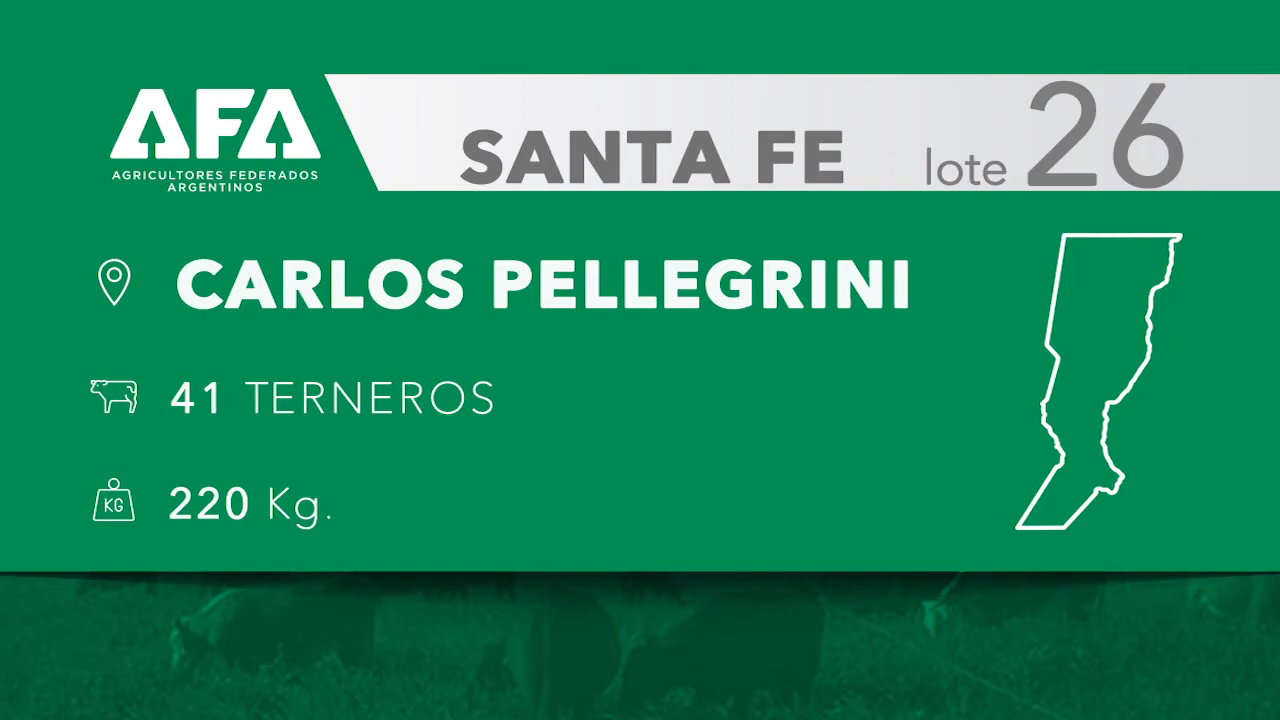 AFA
AGRICULTORES FEDERADOS
ARGENTINOS
SANTA FE
lote 26
CARLOS PELLEGRINI
41 TERNEROS
KG
220 Kg.